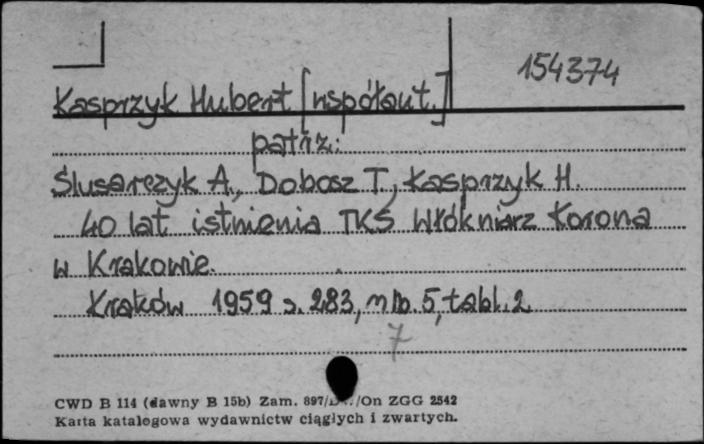 154374
Kasprzyk Hubert [współaut.]
patrz:
Ślusarczyk A., Dobosz T., Kasprzyk H.
40 lat istnienia TKS Włókniarz Korona
w Krakowie.
Kraków 1959 s. 283, nlb. 5, tabl. 2
7
CWD B 114 (dawny B 15b) Zam. 897/ /On ZGG 2542
Karta katalogowa wydawnictw ciągłych i zwartych.